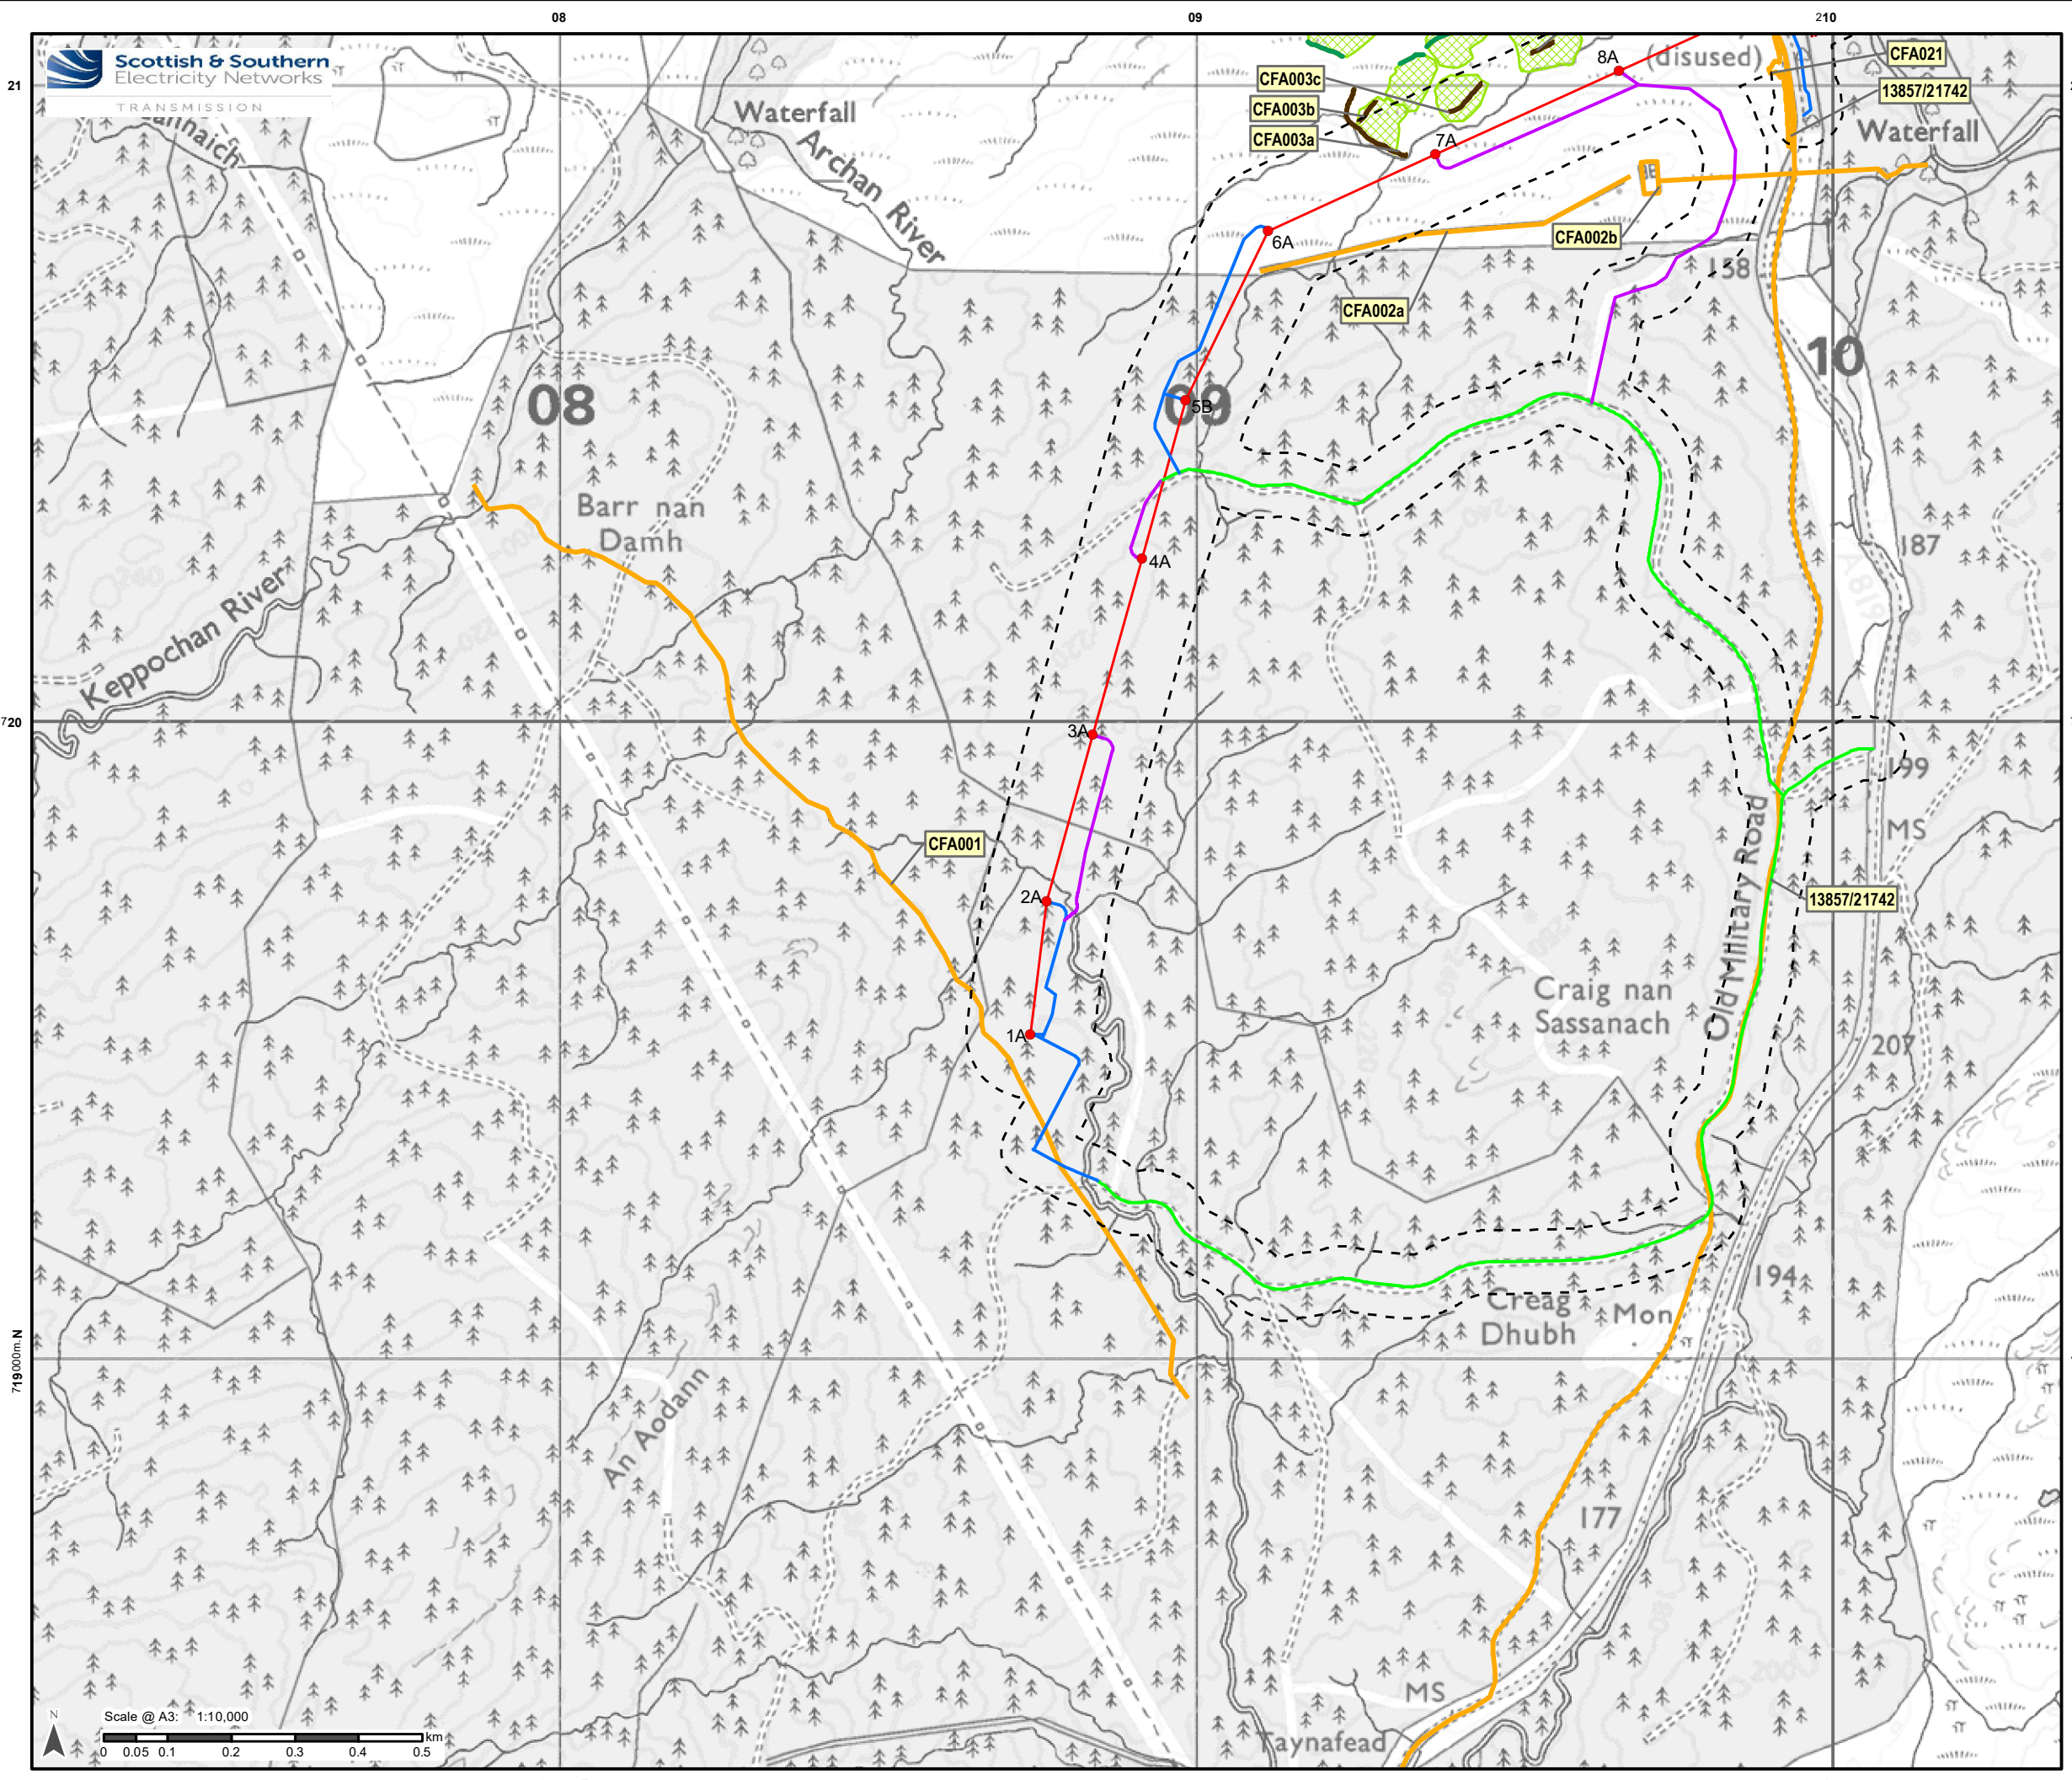 08
09
210
21
Scottish & Southern
Electricity Networks
TRANSMISSION
Waterfall
Archan River
CFA003c
CFA003b
CFA003a
8A
(disused)
CFA021
13857/21742
Waterfall
7A
6A
CFA002b
CFA002a
158
10
08
09
5B
Barr nan
Damh
4A
187
A819
Keppochan River
720
3A
199
MS
CFA001
2A
13857/21742
Old Military Road
Craig nan
Sassanach
1A
207
194
Creag
Dhubh
Mon
719000m.N
An Aodann
177
MS
Taynafead
N
Scale @ A3: 1:10,000
km
0 0.05 0.1 0.2 0.3 0.4 0.5